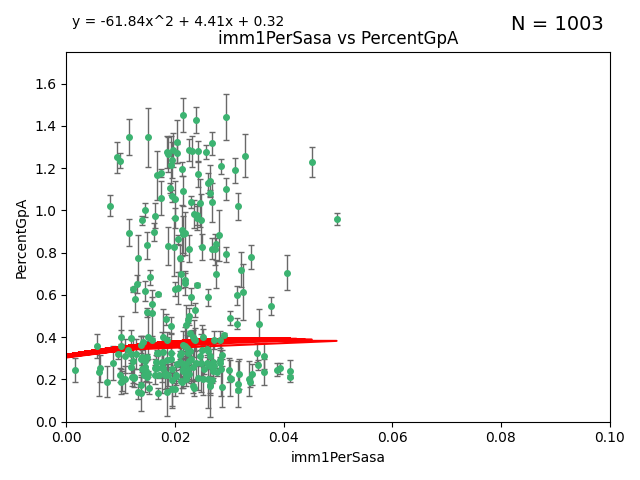 y = -61.84x^2 + 4.41x + 0.32
N = 1003
imm1PerSasa vs PercentGpA
1.6
1.4
1.2
1.0
0.8
0.6
0.4
0.2
0.0
PercentGpA
0.00 0.02 0.04 0.06 0.08 0.10
imm1PerSasa